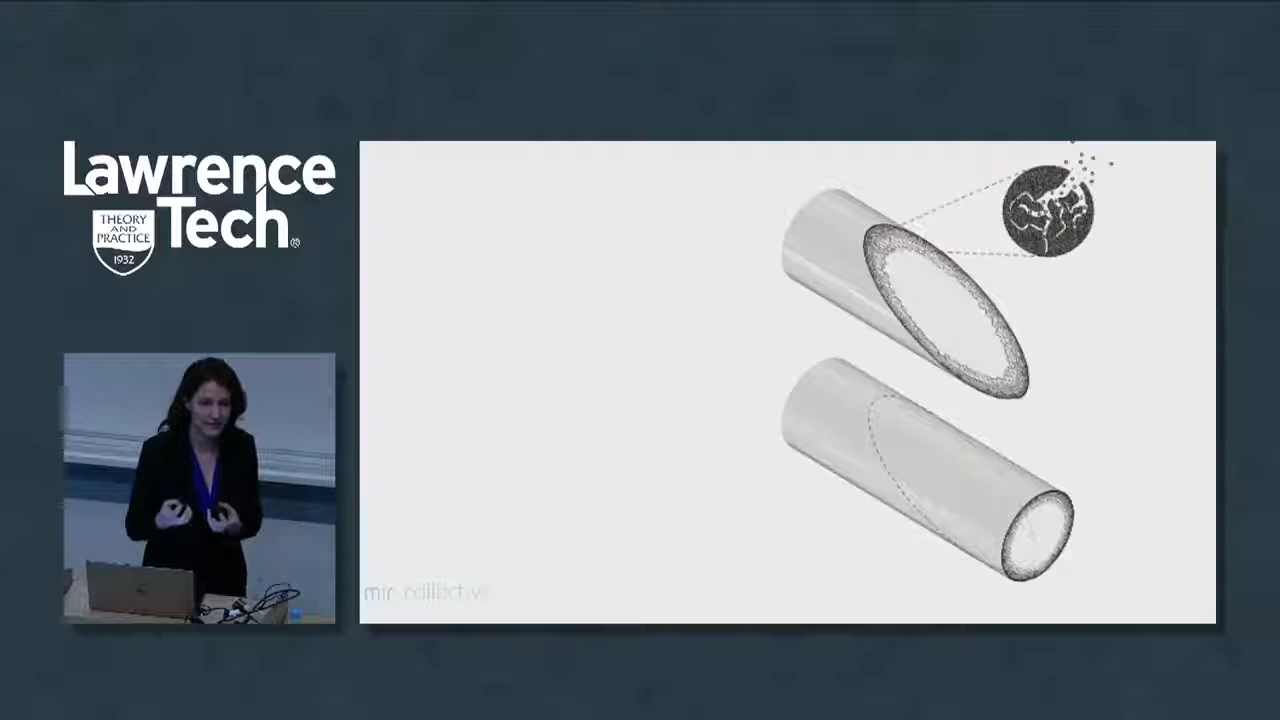 Lawrence
Tech®
THEORY
AND
PRACTICE
1932
mir collective